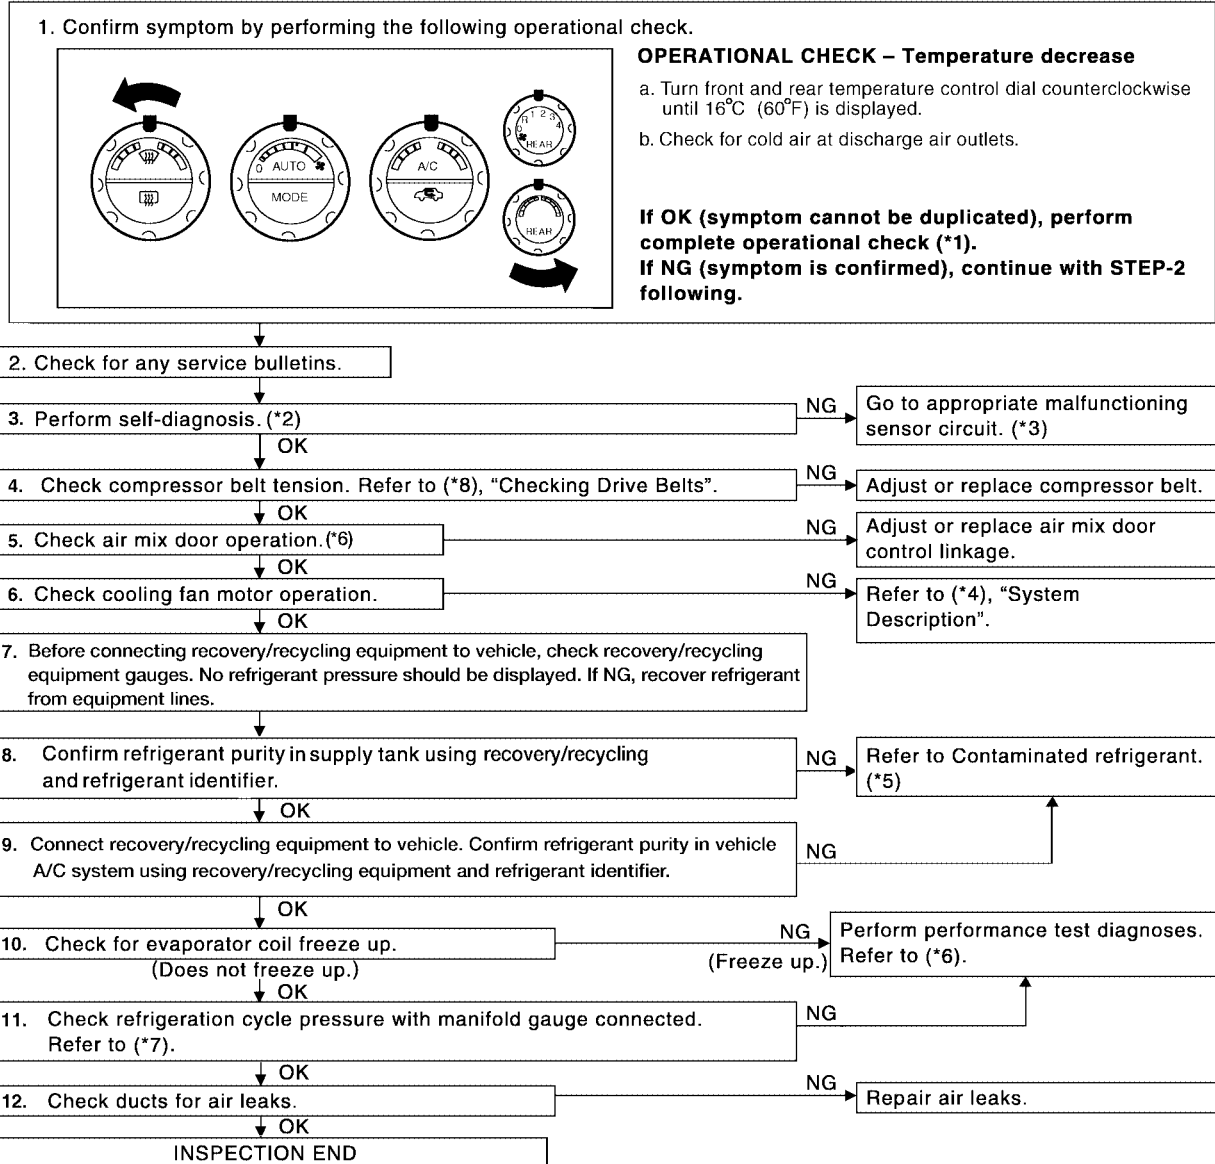 1. Confirm symptom by performing the following operational check.
OPERATIONAL CHECK – Temperature decrease
a. Turn front and rear temperature control dial counterclockwise
until 16°C (60°F) is displayed.
b. Check for cold air at discharge air outlets.
If OK (symptom cannot be duplicated), perform
complete operational check (*1).
If NG (symptom is confirmed), continue with STEP-2
following.
0 AUTO
MODE
A/C
R 0 1 2 3 4
REAR
REAR
2. Check for any service bulletins.
3. Perform self-diagnosis. (*2)
NG
Go to appropriate malfunctioning
sensor circuit. (*3)
OK
4. Check compressor belt tension. Refer to (*8), “Checking Drive Belts”.
NG
Adjust or replace compressor belt.
OK
5. Check air mix door operation.(*6)
NG
Adjust or replace air mix door
control linkage.
OK
6. Check cooling fan motor operation.
NG
Refer to (*4), “System
Description”.
OK
7. Before connecting recovery/recycling equipment to vehicle, check recovery/recycling
equipment gauges. No refrigerant pressure should be displayed. If NG, recover refrigerant
from equipment lines.
8. Confirm refrigerant purity in supply tank using recovery/recycling
and refrigerant identifier.
NG
Refer to Contaminated refrigerant.
(*5)
OK
9. Connect recovery/recycling equipment to vehicle. Confirm refrigerant purity in vehicle
A/C system using recovery/recycling equipment and refrigerant identifier.
NG
OK
10. Check for evaporator coil freeze up.
(Does not freeze up.)
NG
(Freeze up.)
Perform performance test diagnoses.
Refer to (*6).
OK
11. Check refrigeration cycle pressure with manifold gauge connected.
Refer to (*7).
NG
OK
12. Check ducts for air leaks.
NG
Repair air leaks.
OK
INSPECTION END